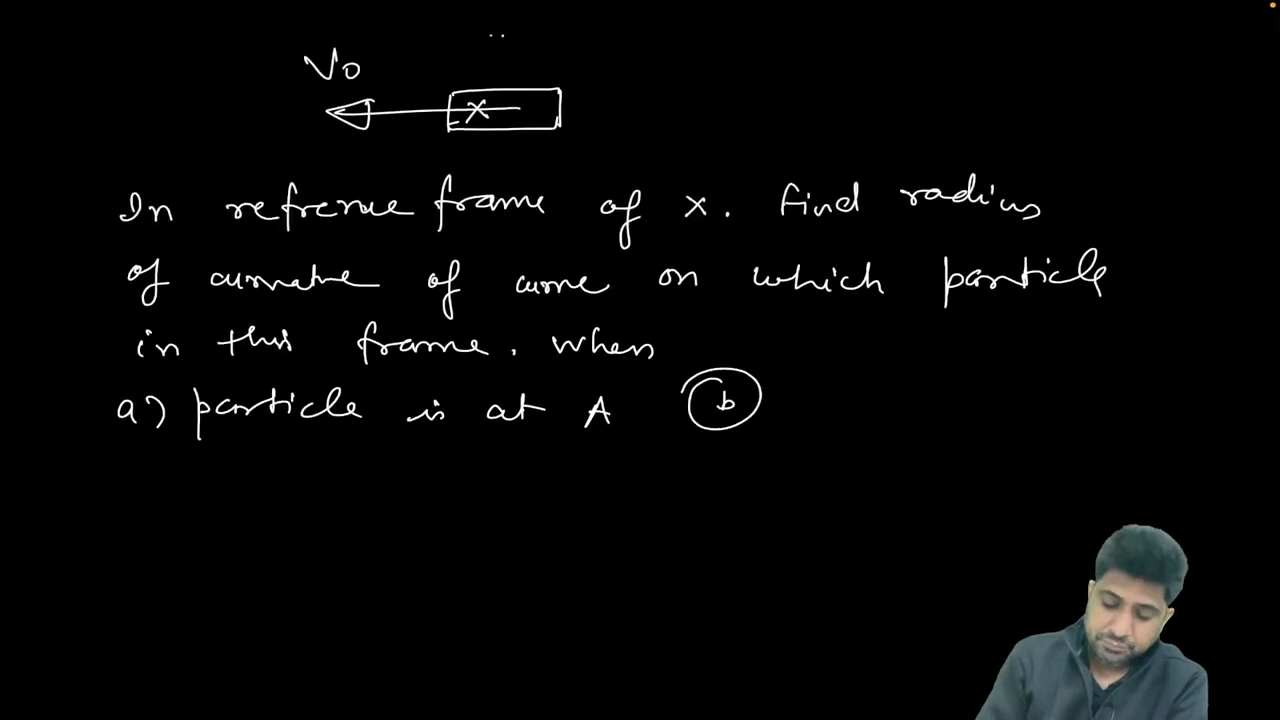 V0
x
In refrence frame of x. Find radius
of curvature of curve on which particle
in this frame. when
a) particle is at A b